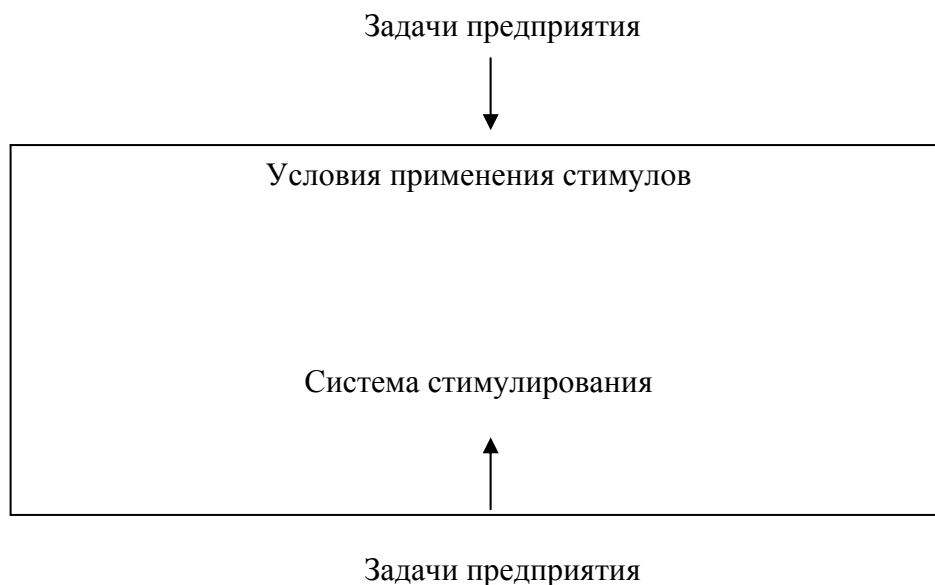 Задачи предприятия
Условия применения стимулов
Система стимулирования
Задачи предприятия